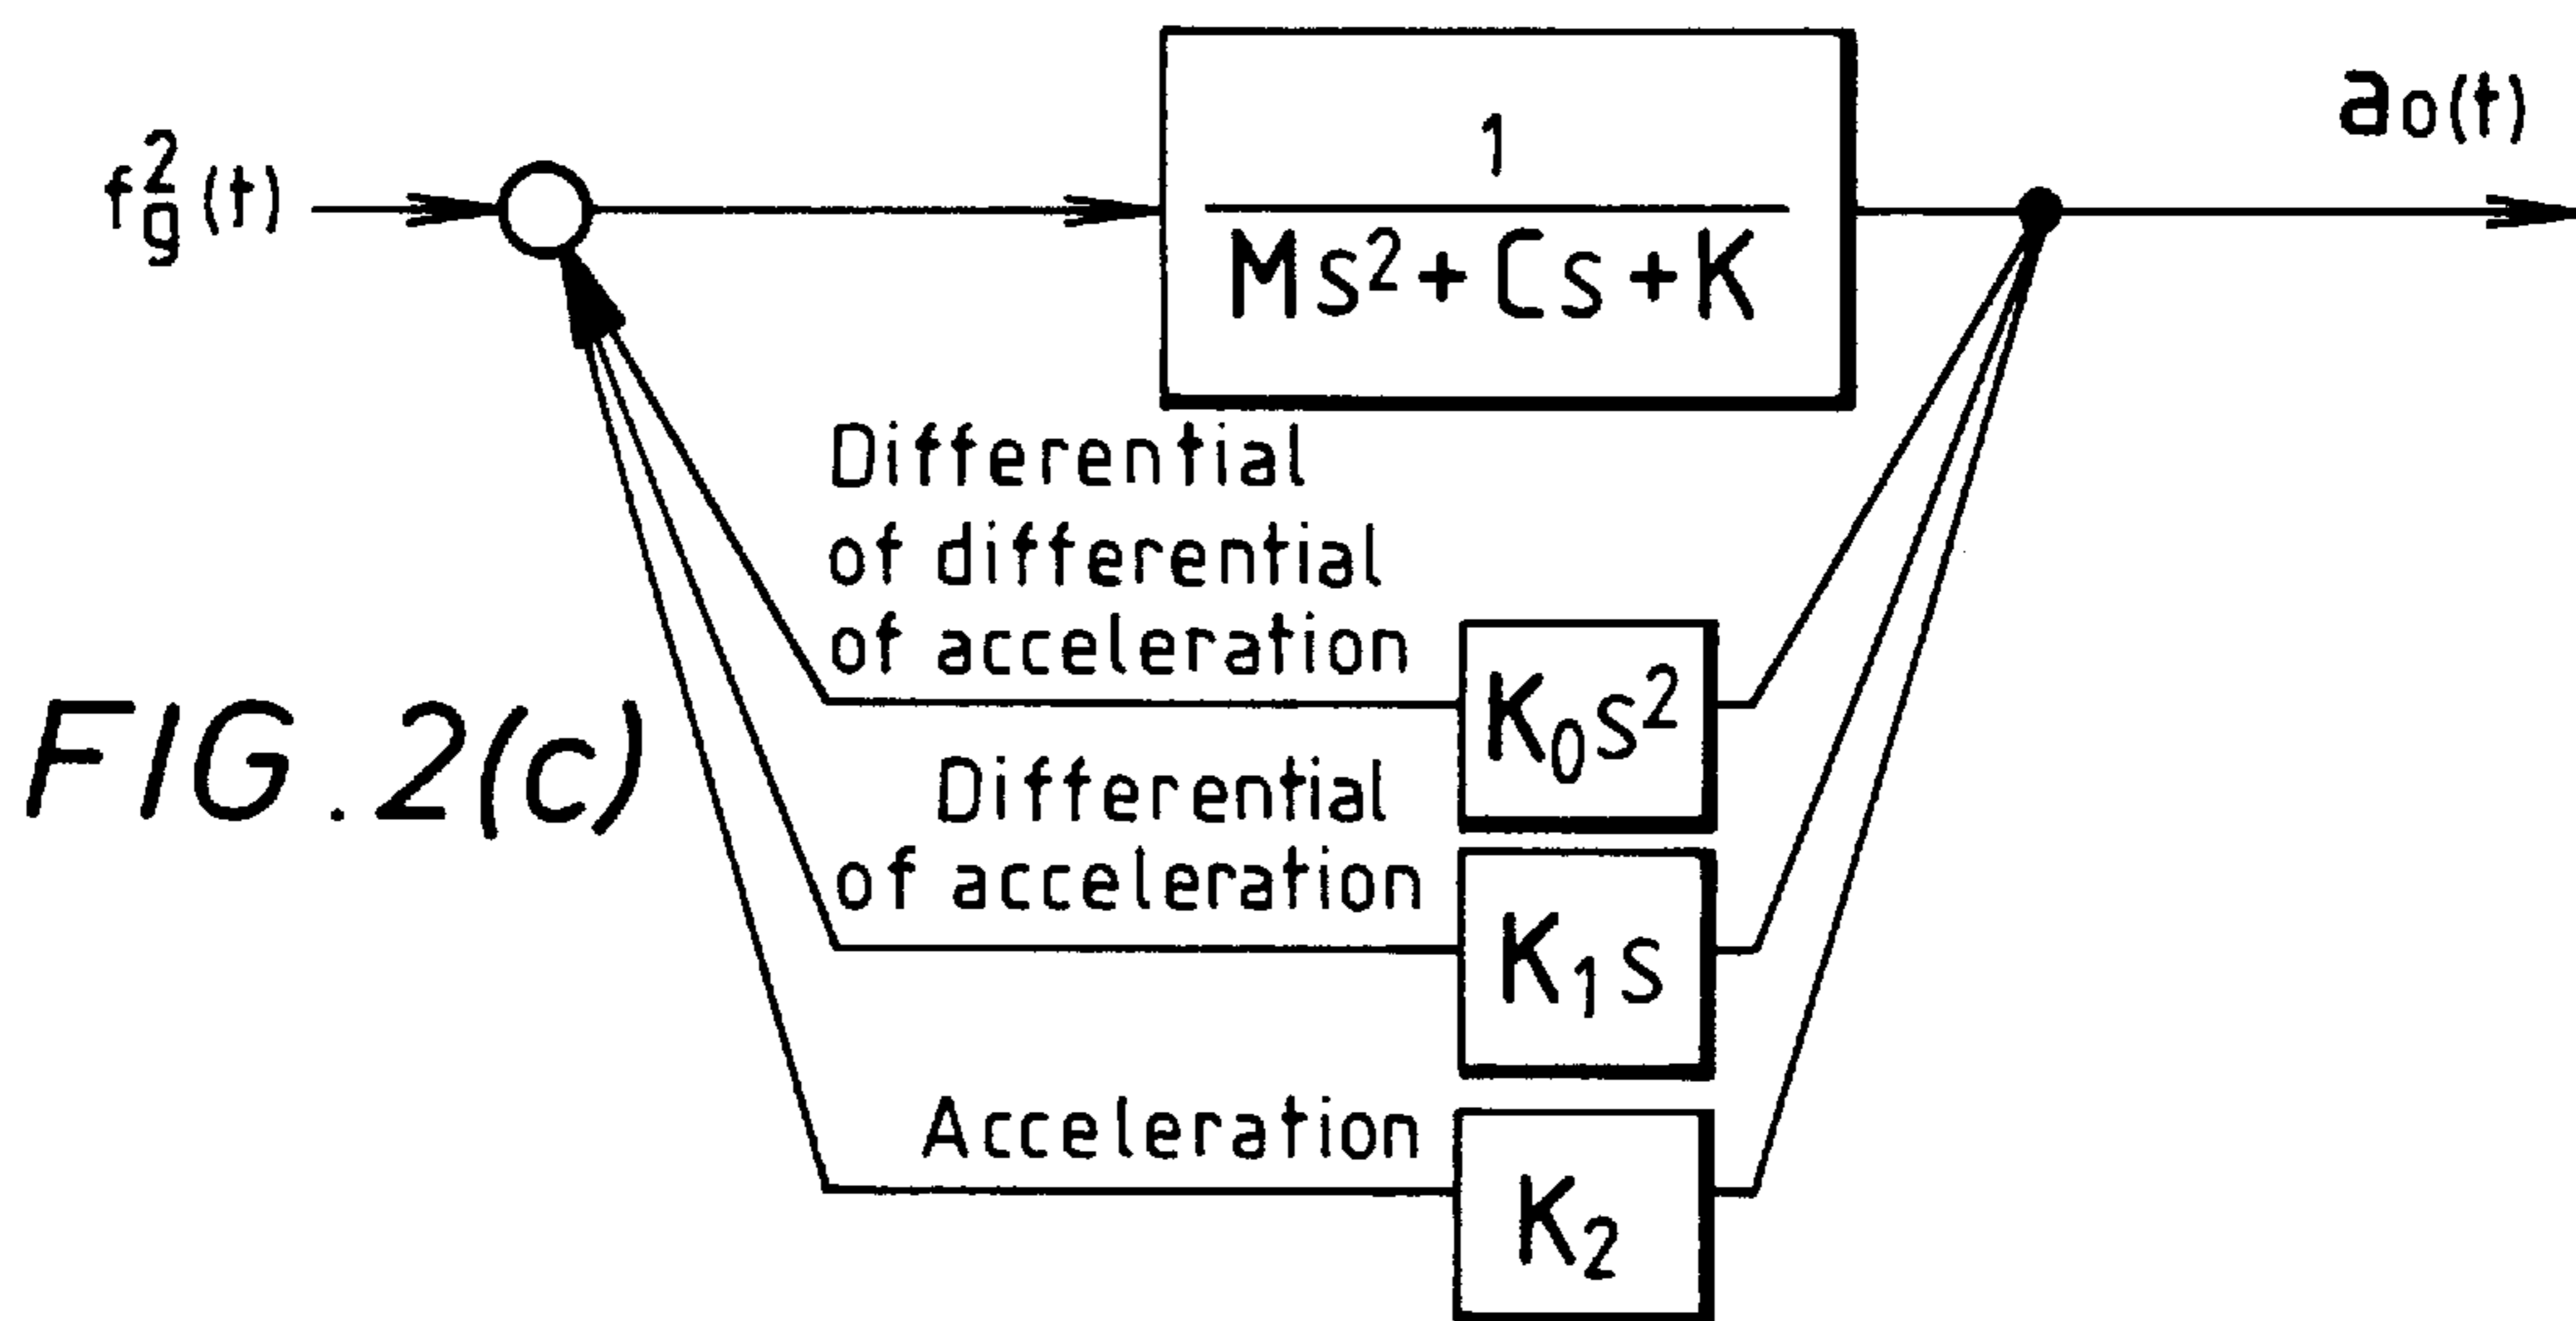 f_g^2(t)
1
Ms²+Cs+K
ao(t)
Differential
of differential
of acceleration
K₀s²
FIG. 2(c)
Differential
of acceleration
K₁s
Acceleration
K₂